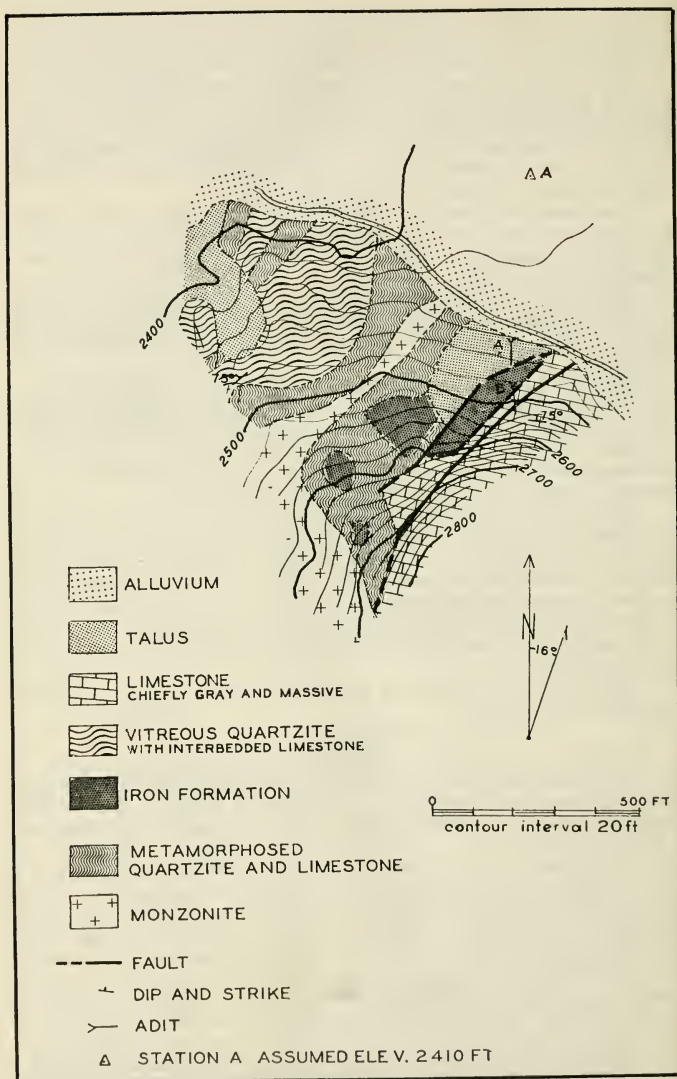 A
2400
A
B
75°
75°
2500
2600
2700
2800
ALLUVIUM
TALUS
LIMESTONE
CHIEFLY GRAY AND MASSIVE
VITREOUS QUARTZITE
WITH INTERBEDDED LIMESTONE
IRON FORMATION
METAMORPHOSED
QUARTZITE AND LIMESTONE
MONZONITE
FAULT
DIP AND STRIKE
ADIT
STATION A ASSUMED ELEV. 2410 FT
N
16°
0 500 FT
contour interval 20ft